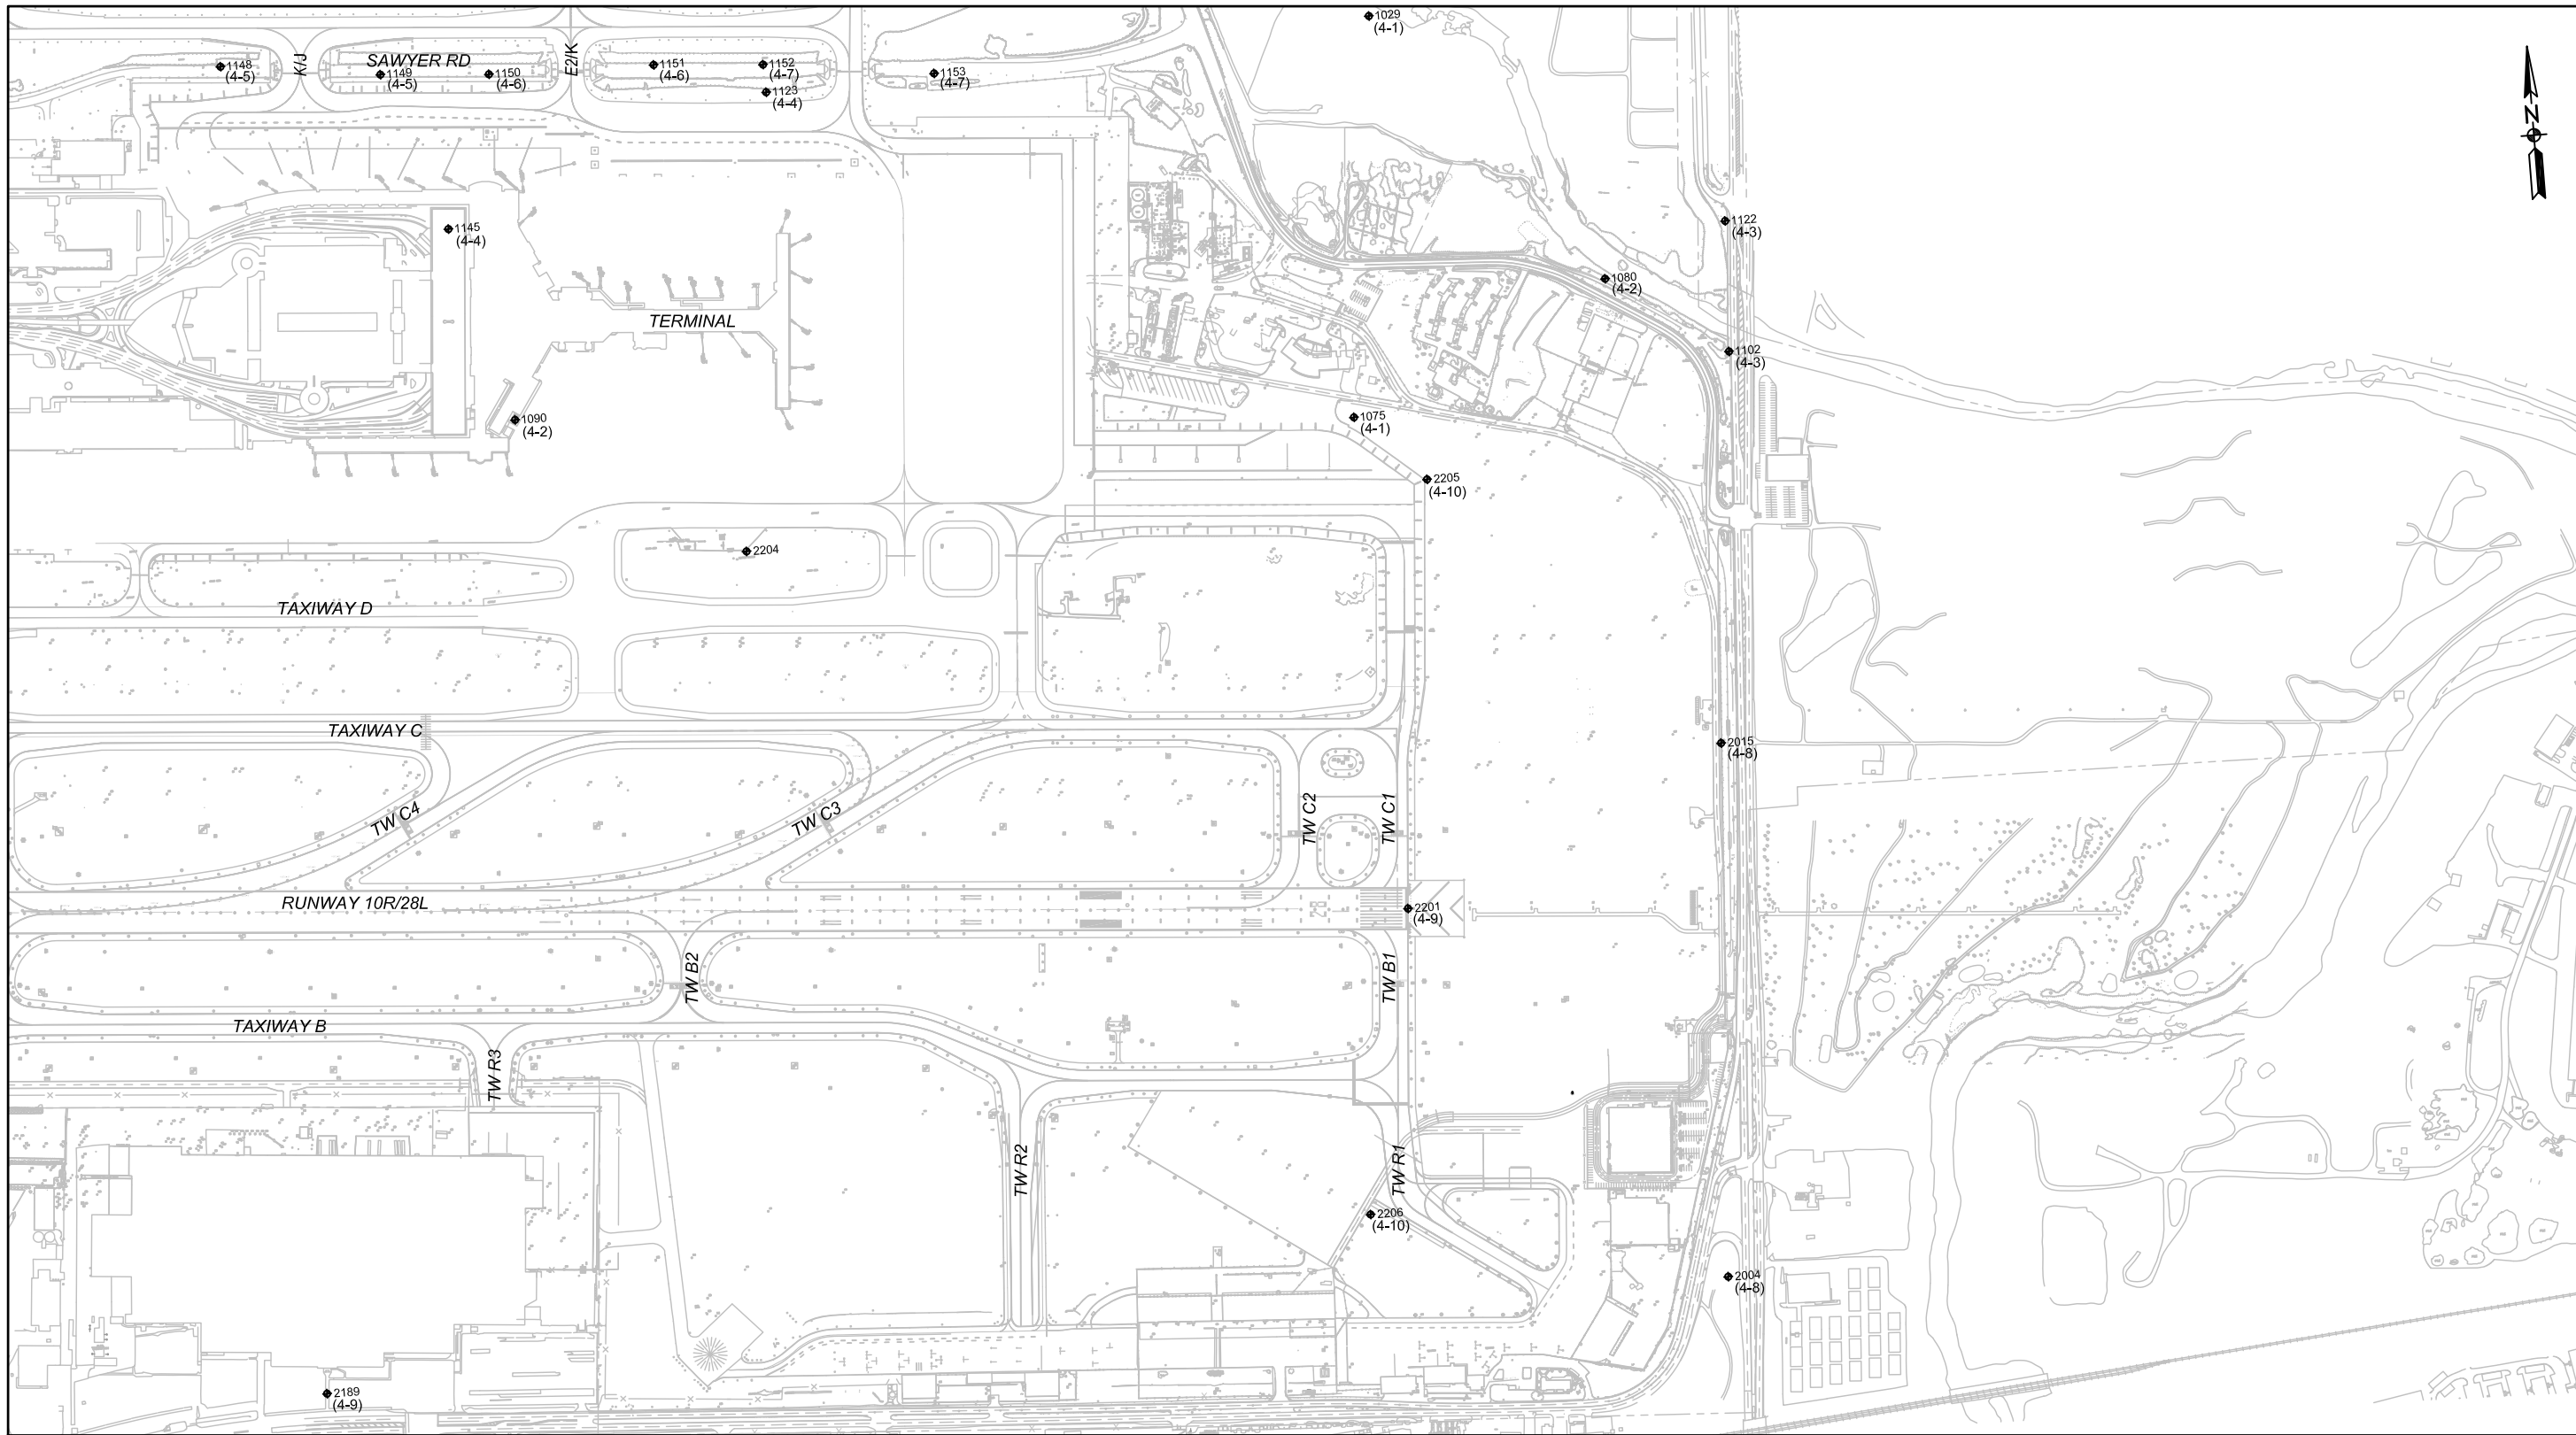 1029
(4-1)
K/J
SAWYER RD
E2/K
1148
(4-5)
1149
(4-5)
1150
(4-6)
1151
(4-6)
1152
(4-7)
1123
(4-4)
1153
(4-7)
N
1145
(4-4)
1122
(4-3)
1080
(4-2)
TERMINAL
1102
(4-3)
1090
(4-2)
1075
(4-1)
2205
(4-10)
2204
TAXIWAY D
TAXIWAY C
2015
(4-8)
TW C4
TW C3
TW C2
TW C1
RUNWAY 10R/28L
2201
(4-9)
TW B2
TW B1
TAXIWAY B
TW R3
TW R2
TW R1
2206
(4-10)
2004
(4-8)
2189
(4-9)